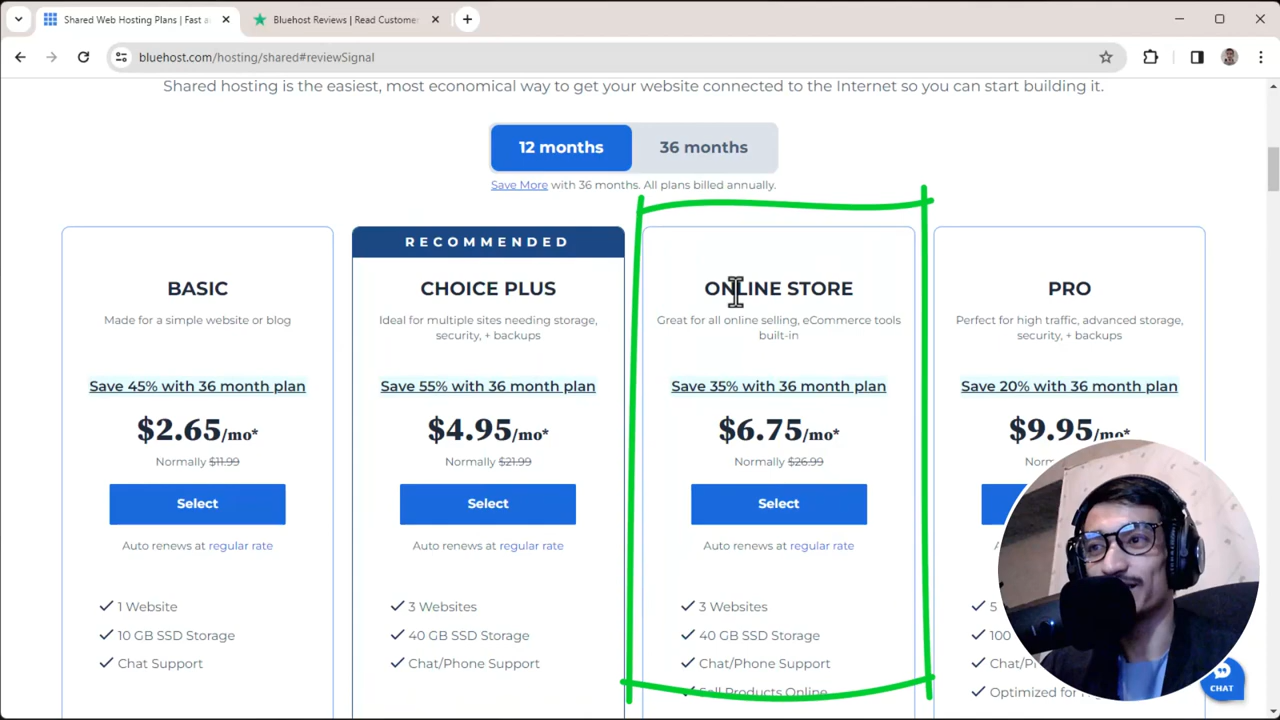 Shared Web Hosting Plans | Fast a
Bluehost Reviews | Read Custome
bluehost.com/hosting/shared#reviewSignal
Shared hosting is the easiest, most economical way to get your website connected to the Internet so you can start building it.
12 months
36 months
Save More with 36 months. All plans billed annually.
RECOMMENDED
BASIC
Made for a simple website or blog
Save 45% with 36 month plan
$2.65/mo*
Normally $11.99
Select
Auto renews at regular rate
1 Website
10 GB SSD Storage
Chat Support
CHOICE PLUS
Ideal for multiple sites needing storage,
security, + backups
Save 55% with 36 month plan
$4.95/mo*
Normally $21.99
Select
Auto renews at regular rate
3 Websites
40 GB SSD Storage
Chat/Phone Support
ONLINE STORE
Great for all online selling, eCommerce tools
built-in
Save 35% with 36 month plan
$6.75/mo*
Normally $26.99
Select
Auto renews at regular rate
3 Websites
40 GB SSD Storage
Chat/Phone Support
Sell Products Online
PRO
Perfect for high traffic, advanced storage,
security, + backups
Save 20% with 36 month plan
$9.95/mo*
5
100
Optimized for
CHAT